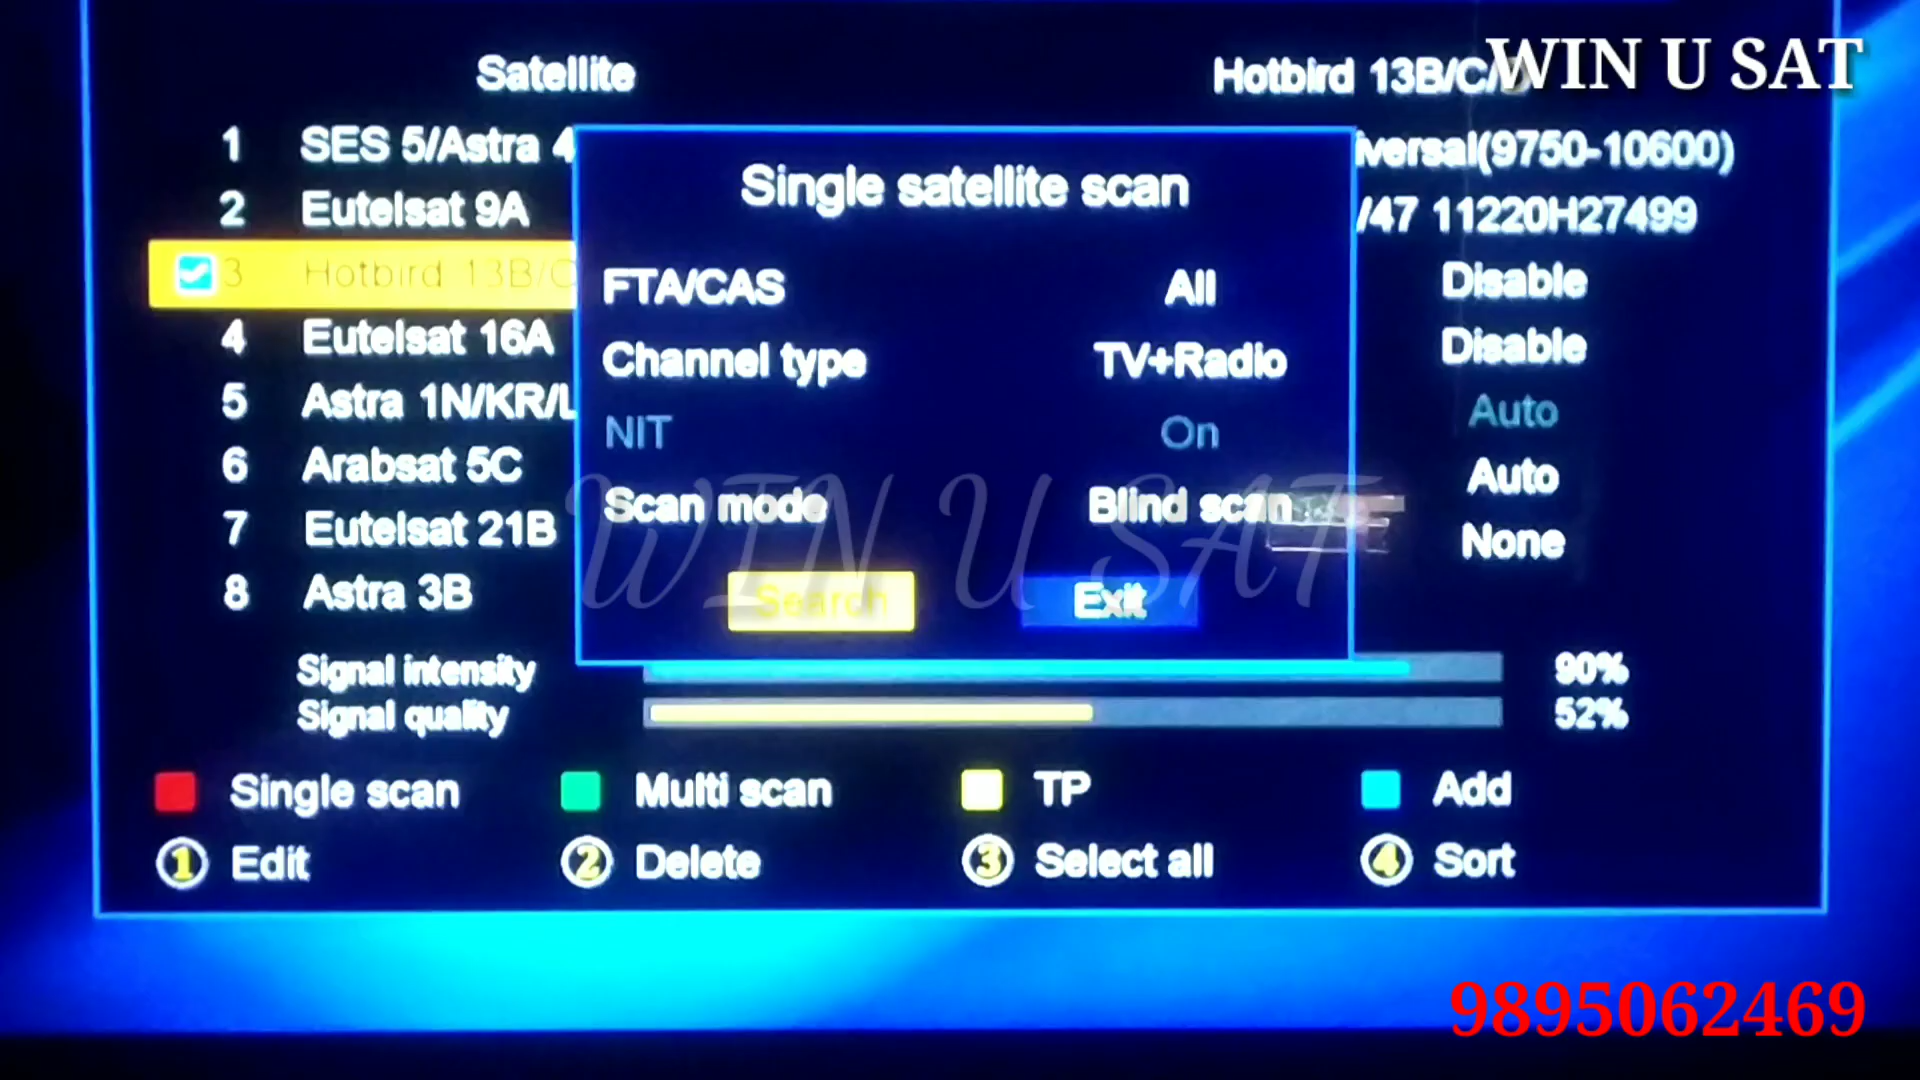 WIN U SAT
Satellite
Hotbird 13B/C/
1 SES 5/Astra 4
iversal(9750-10600)
2 Eutelsat 9A
/47 11220H27499
3 Hotbird 13B/C
Disable
4 Eutelsat 16A
Disable
5 Astra 1N/KR/L
Auto
6 Arabsat 5C
Auto
7 Eutelsat 21B
None
8 Astra 3B
Single satellite scan
FTA/CAS All
Channel type TV+Radio
NIT On
Scan mode Blind scan
Search Exit
WIN U SAT
Signal intensity 90%
Signal quality 52%
Single scan Multi scan TP Add
1 Edit 2 Delete 3 Select all 4 Sort
9895062469